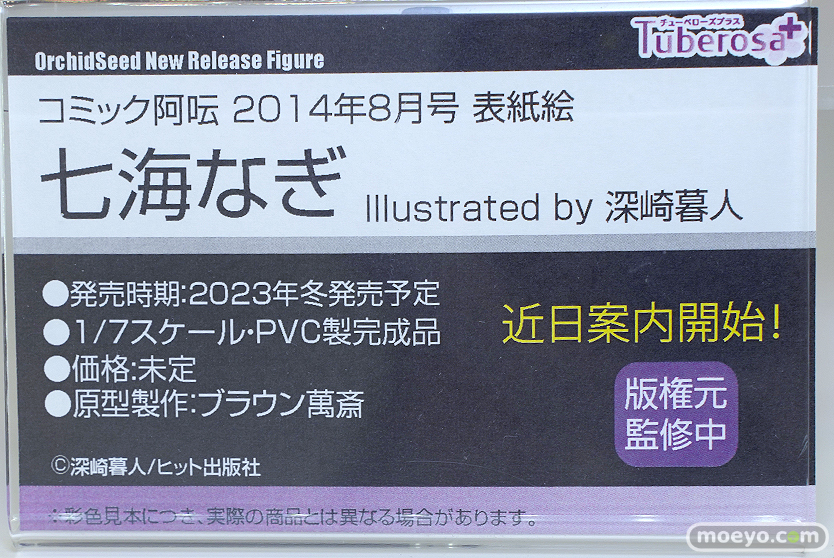 チューベローズプラス
Tuberosa+
OrchidSeed New Release Figure
コミック阿吽 2014年8月号 表紙絵
七海なぎ Illustrated by 深崎暮人
●発売時期:2023年冬発売予定
●1/7スケール・PVC製完成品
●価格:未定
●原型製作:ブラウン萬斎
近日案内開始!
版権元
監修中
©深崎暮人/ヒット出版社
※彩色見本につき、実際の商品とは異なる場合があります。
moeyo.com